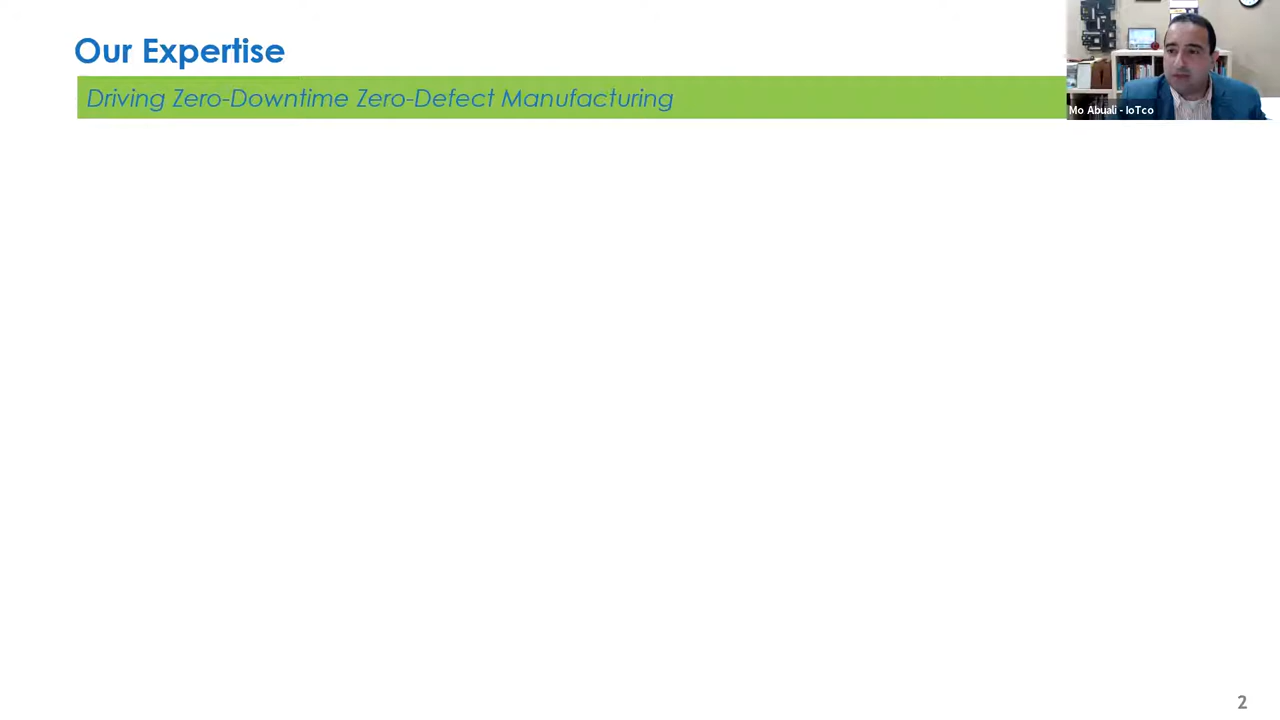 Our Expertise
Driving Zero-Downtime Zero-Defect Manufacturing
Mo Abuali - IoTco
2